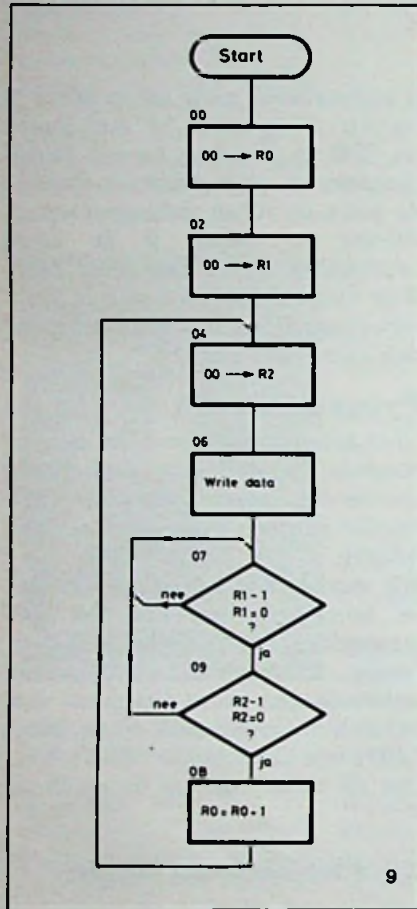 Start
00
00 → R0
02
00 → R1
04
00 → R2
06
Write data
07
R1-1
R1=0
?
nee
ja
09
R2-1
R2=0
?
nee
ja
0B
R0=R0-1
9